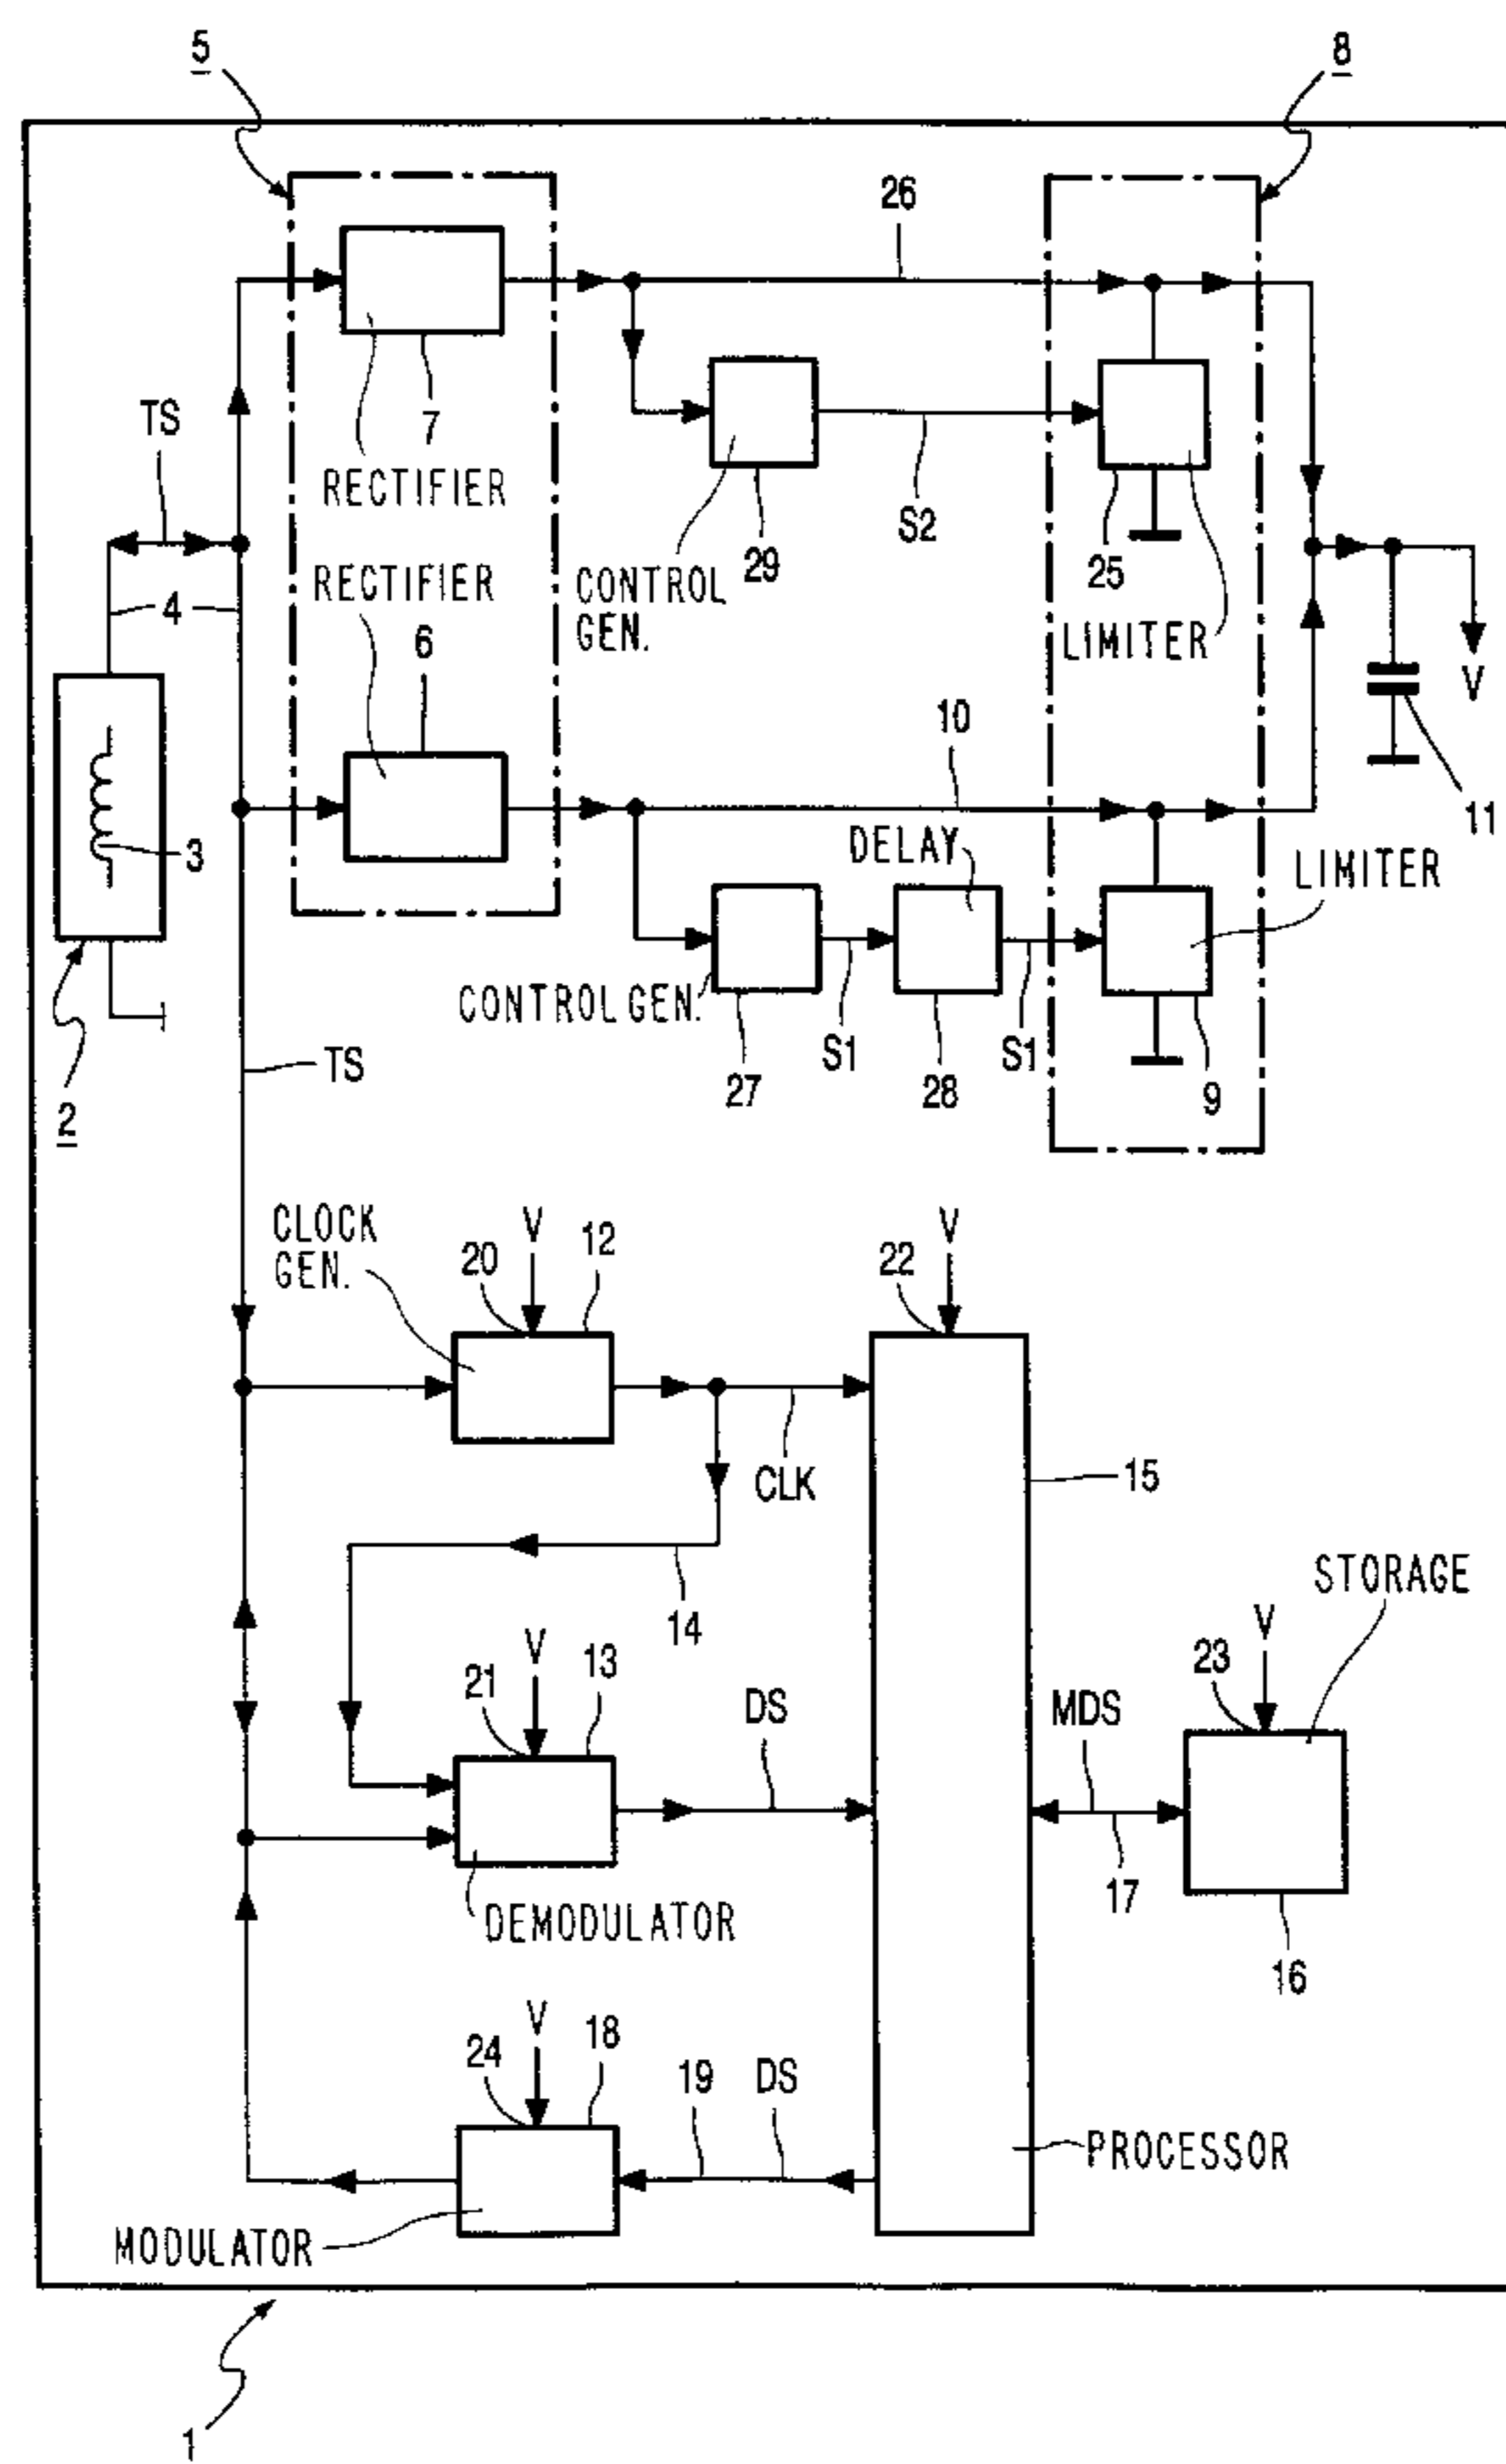 5
8
26
7
TS
RECTIFIER
S2
29
25
RECTIFIER
CONTROL
GEN.
4
6
LIMITER
V
10
11
3
DELAY
LIMITER
CONTROL GEN.
S1
S1
27
28
9
TS
2
CLOCK
GEN.
V
12
20
V
22
CLK
15
14
STORAGE
V
13
21
DS
MDS
V
23
17
DEMODULATOR
16
V
18
24
19
DS
PROCESSOR
MODULATOR
1